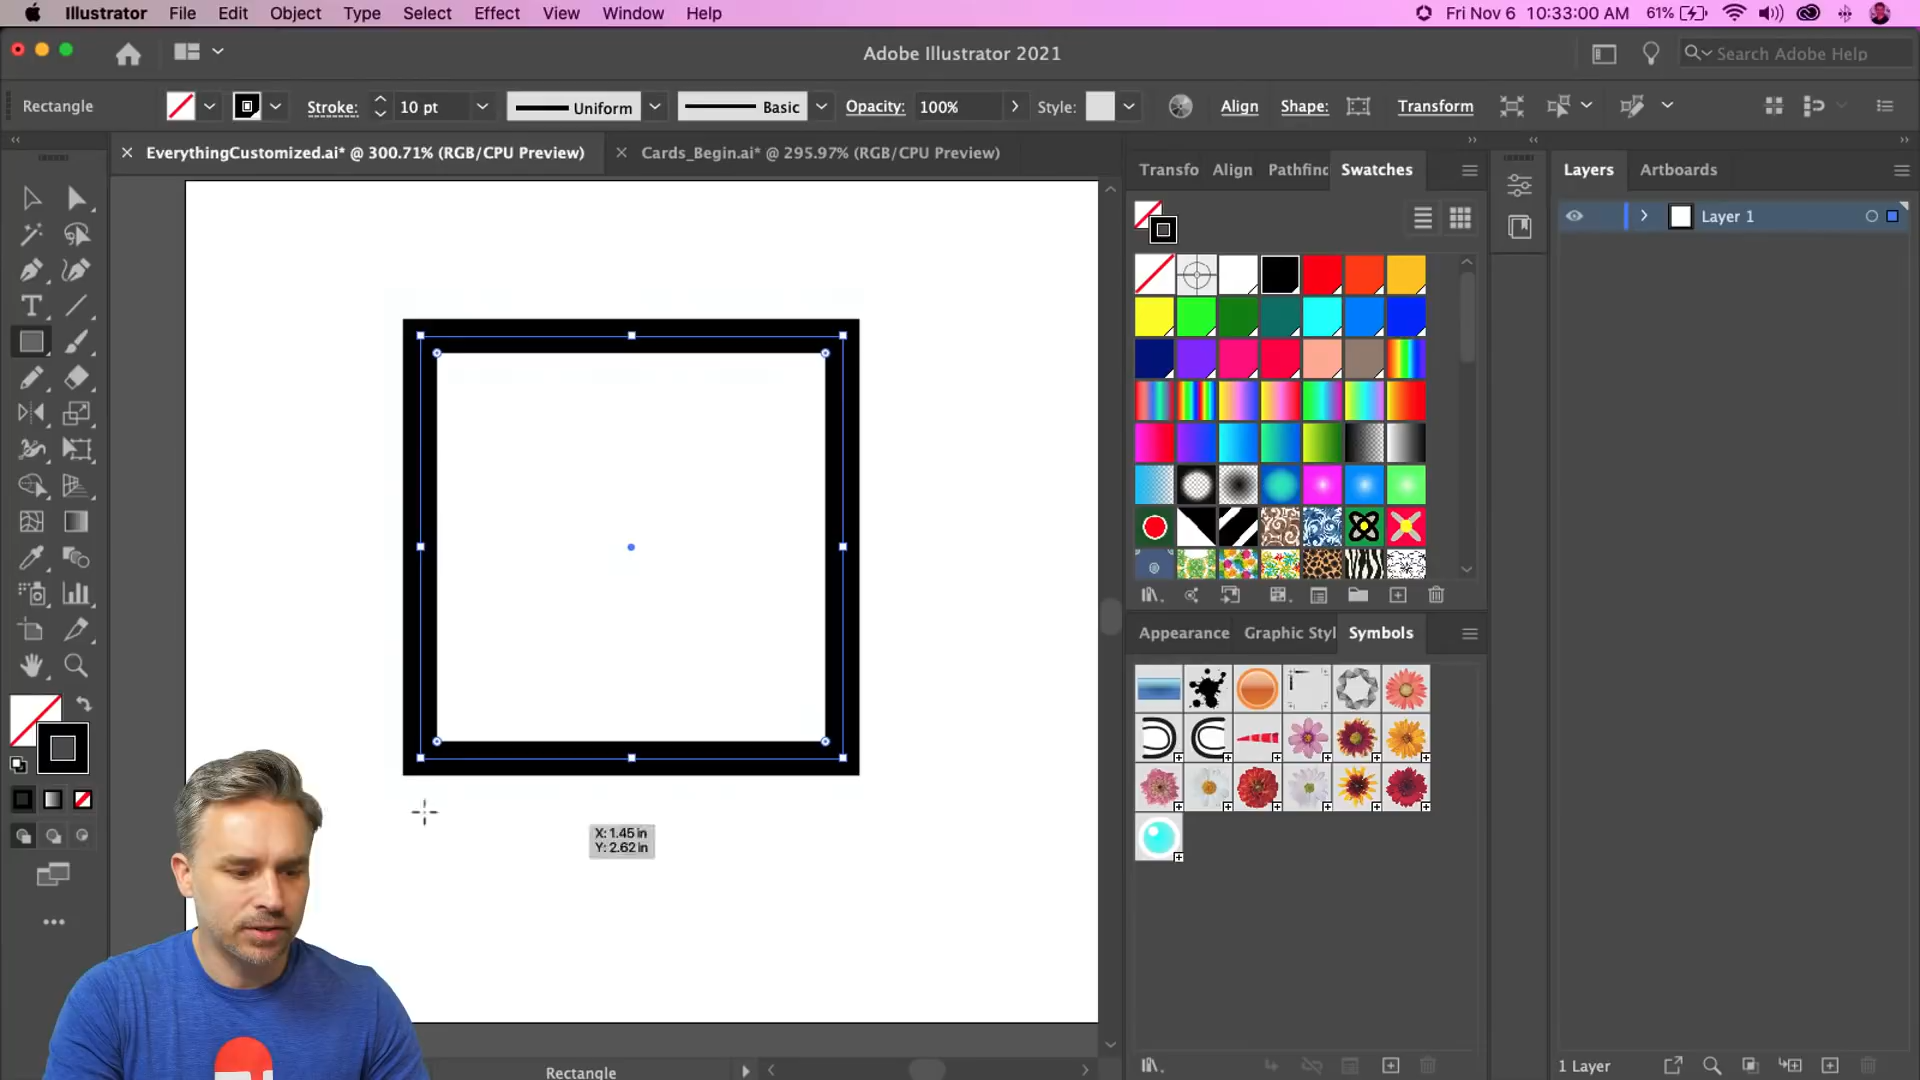 Illustrator File Edit Object Type Select Effect View Window Help
Fri Nov 6 10:33:00 AM 61%
Adobe Illustrator 2021
Search Adobe Help
Rectangle
Stroke: 10 pt
Uniform
Basic
Opacity: 100%
Style:
Align
Shape:
Transform
EverythingCustomized.ai* @ 300.71% (RGB/CPU Preview)
Cards_Begin.ai* @ 295.97% (RGB/CPU Preview)
Transfo Align Pathfinc Swatches
Layers Artboards
Layer 1
Appearance Graphic Styl Symbols
X: 1.45 in
Y: 2.62 in
Rectangle
1 Layer